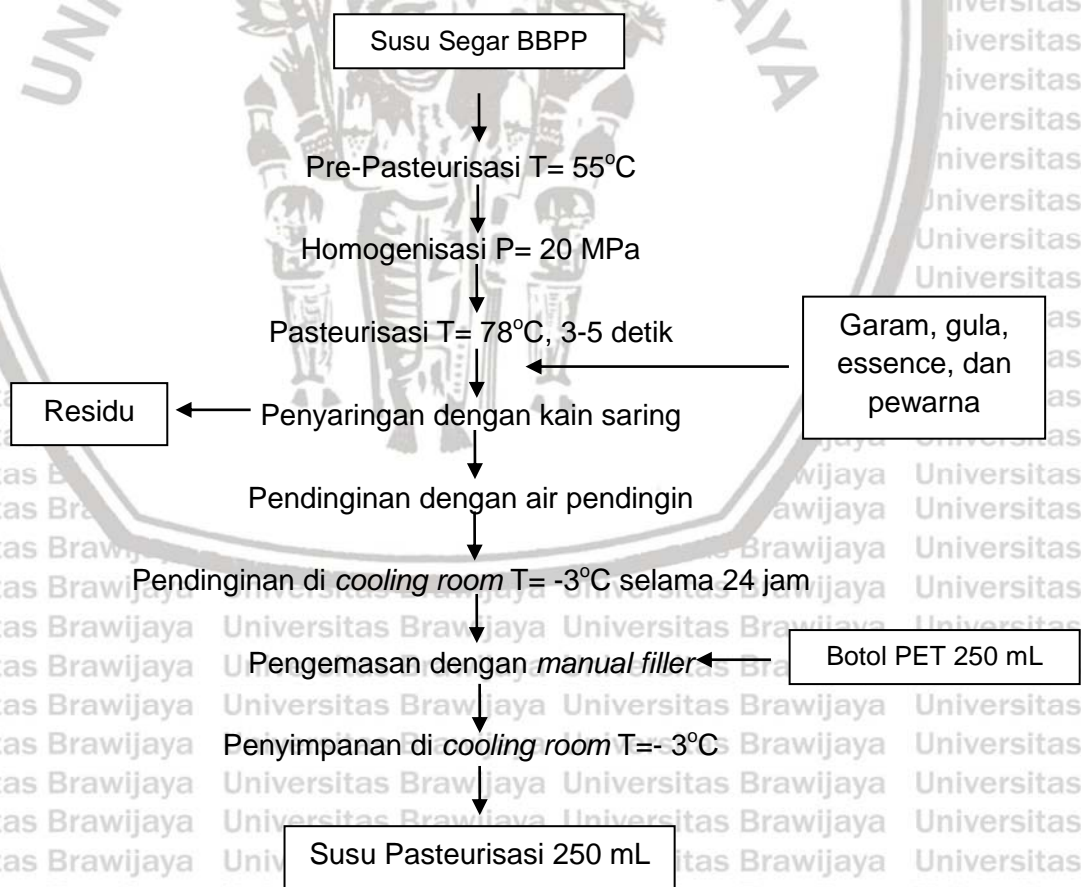 Susu Segar BBPP
Pre-Pasteurisasi T= 55°C
Homogenisasi P= 20 MPa
Pasteurisasi T= 78°C, 3-5 detik
Garam, gula,
essence, dan
pewarna
Residu
Penyaringan dengan kain saring
Pendinginan dengan air pendingin
Pendinginan di cooling room T= -3°C selama 24 jam
Pengemasan dengan manual filler
Botol PET 250 mL
Penyimpanan di cooling room T=- 3°C
Susu Pasteurisasi 250 mL